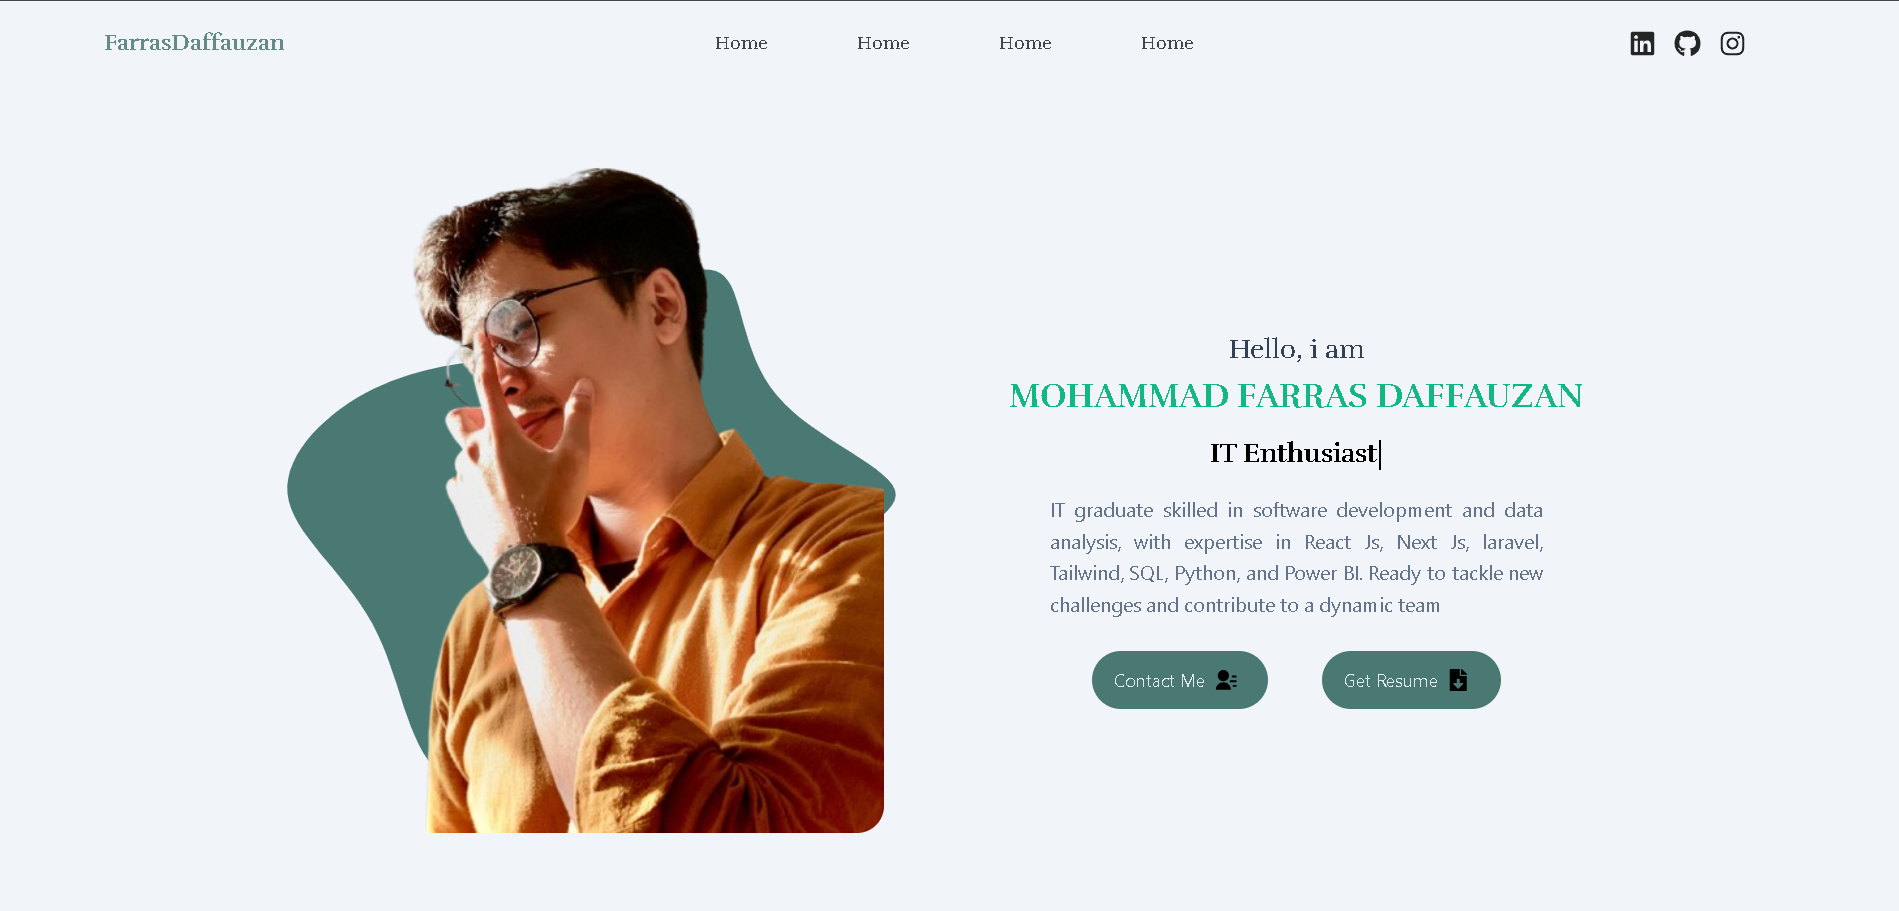 FarrasDaffauzan
Home Home Home Home
Hello, i am
MOHAMMAD FARRAS DAFFAUZAN
IT Enthusiast
IT graduate skilled in software development and data
analysis, with expertise in React Js, Next Js, laravel,
Tailwind, SQL, Python, and Power BI. Ready to tackle new
challenges and contribute to a dynamic team
Contact Me
Get Resume